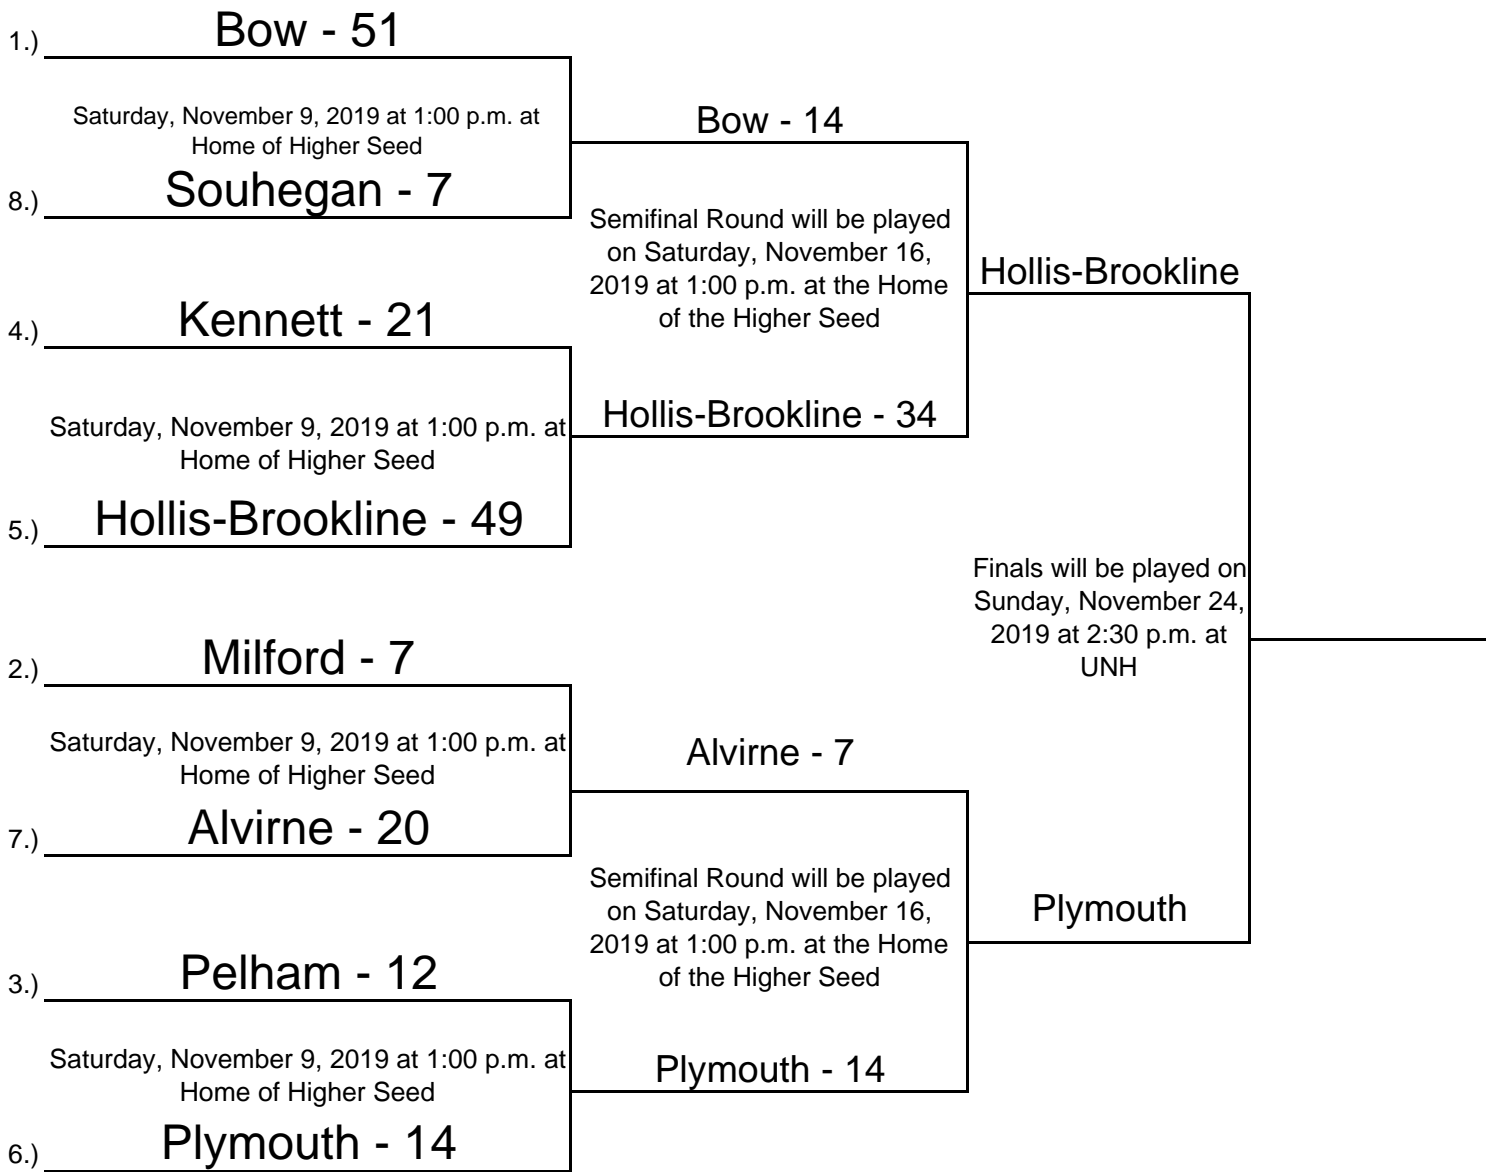 1.) Bow - 51
Saturday, November 9, 2019 at 1:00 p.m. at
Home of Higher Seed
8.) Souhegan - 7
4.) Kennett - 21
Saturday, November 9, 2019 at 1:00 p.m. at
Home of Higher Seed
5.) Hollis-Brookline - 49
2.) Milford - 7
Saturday, November 9, 2019 at 1:00 p.m. at
Home of Higher Seed
7.) Alvirne - 20
3.) Pelham - 12
Saturday, November 9, 2019 at 1:00 p.m. at
Home of Higher Seed
6.) Plymouth - 14
Bow - 14
Semifinal Round will be played
on Saturday, November 16,
2019 at 1:00 p.m. at the Home
of the Higher Seed
Hollis-Brookline - 34
Alvirne - 7
Semifinal Round will be played
on Saturday, November 16,
2019 at 1:00 p.m. at the Home
of the Higher Seed
Plymouth - 14
Hollis-Brookline
Finals will be played on
Sunday, November 24,
2019 at 2:30 p.m. at
UNH
Plymouth